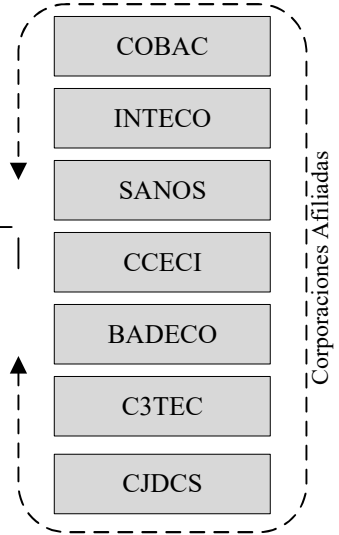 COBAC
INTECO
SANOS
CCECI
BADECO
C3TEC
CJDCS
Corporaciones Afiliadas